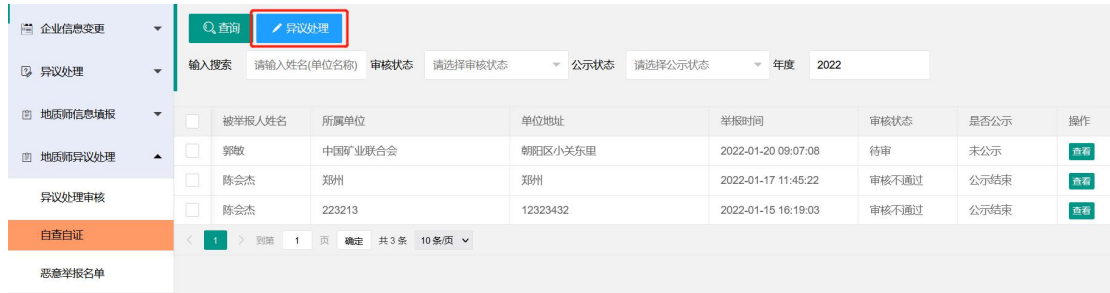 企业信息变更
异议处理
地质师信息填报
地质师异议处理
异议处理审核
自查自证
恶意举报名单
查询 异议处理
输入搜索 请输入姓名(单位名称) 审核状态 请选择审核状态 公示状态 请选择公示状态 年度 2022
被举报人姓名 所属单位 单位地址 举报时间 审核状态 是否公示 操作
郭敏 中国矿业联合会 朝阳区小关东里 2022-01-20 09:07:08 待审 未公示 查看
陈会杰 郑州 郑州 2022-01-17 11:45:22 审核不通过 公示结束 查看
陈会杰 223213 12323432 2022-01-15 16:19:03 审核不通过 公示结束 查看
1 到第 1 页 确定 共 3 条 10 条/页